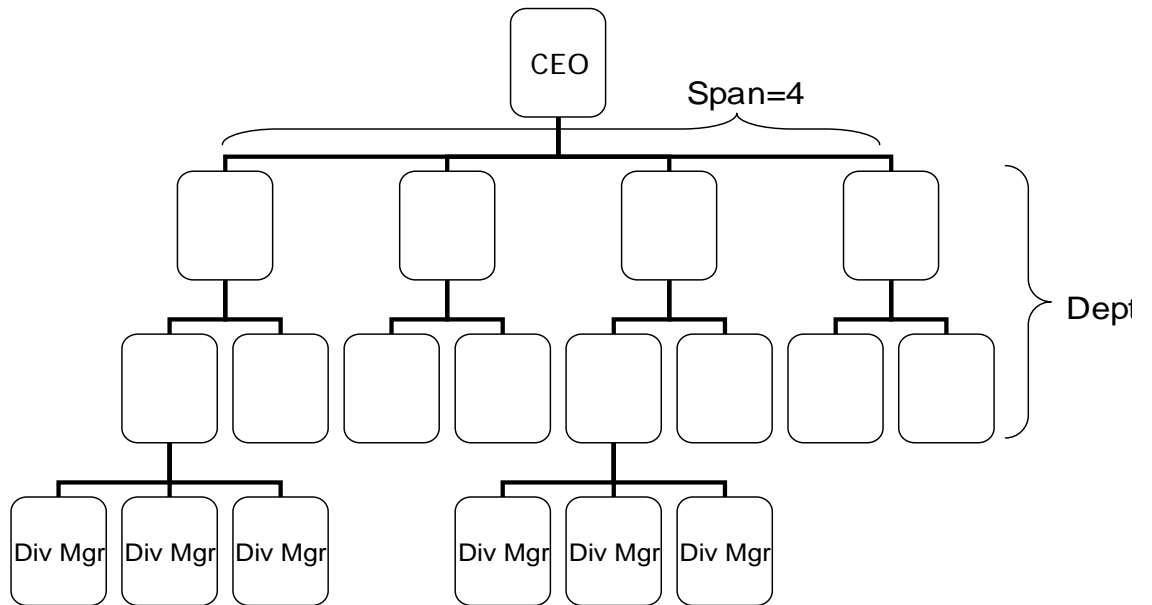 CEO
Span=4
Dept
Div Mgr Div Mgr Div Mgr Div Mgr Div Mgr Div Mgr